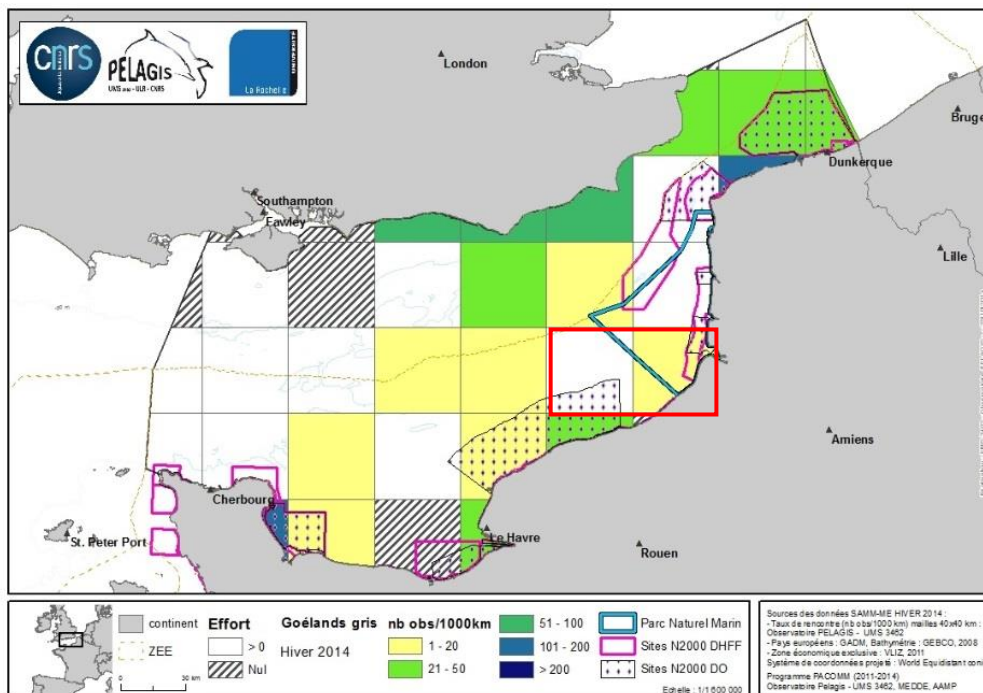 cnrs
PELAGIS
UMS 3462 - ULR - CNRS
La Rochelle
London
Bruge
Dunkerque
Southampton
Fawley
Lille
Amiens
Cherbourg
St. Peter Port
Le Havre
Rouen
continent
ZEE
0 30 km
Effort
> 0
Nul
Goélands gris
Hiver 2014
nb obs/1000km
1 - 20
21 - 50
51 - 100
101 - 200
> 200
Parc Naturel Marin
Sites N2000 DHFF
Sites N2000 DO
Echelle : 1/1 600 000
Sources des données SAMM-ME HIVER 2014 :
- Taux de rencontre (nb obs/1000 km) mailles 40x40 km :
Observatoire PELAGIS - UMS 3462
- Pays européens : GADM, Bathymétrie : GEBCO, 2008
- Zone économique exclusive : VLIZ, 2011
Système de coordonnées projeté : World Equidistant coni
Programme PACOMM (2011-2014)
Observatoire Pelagis - UMS 3462, MEDDE, AAMP